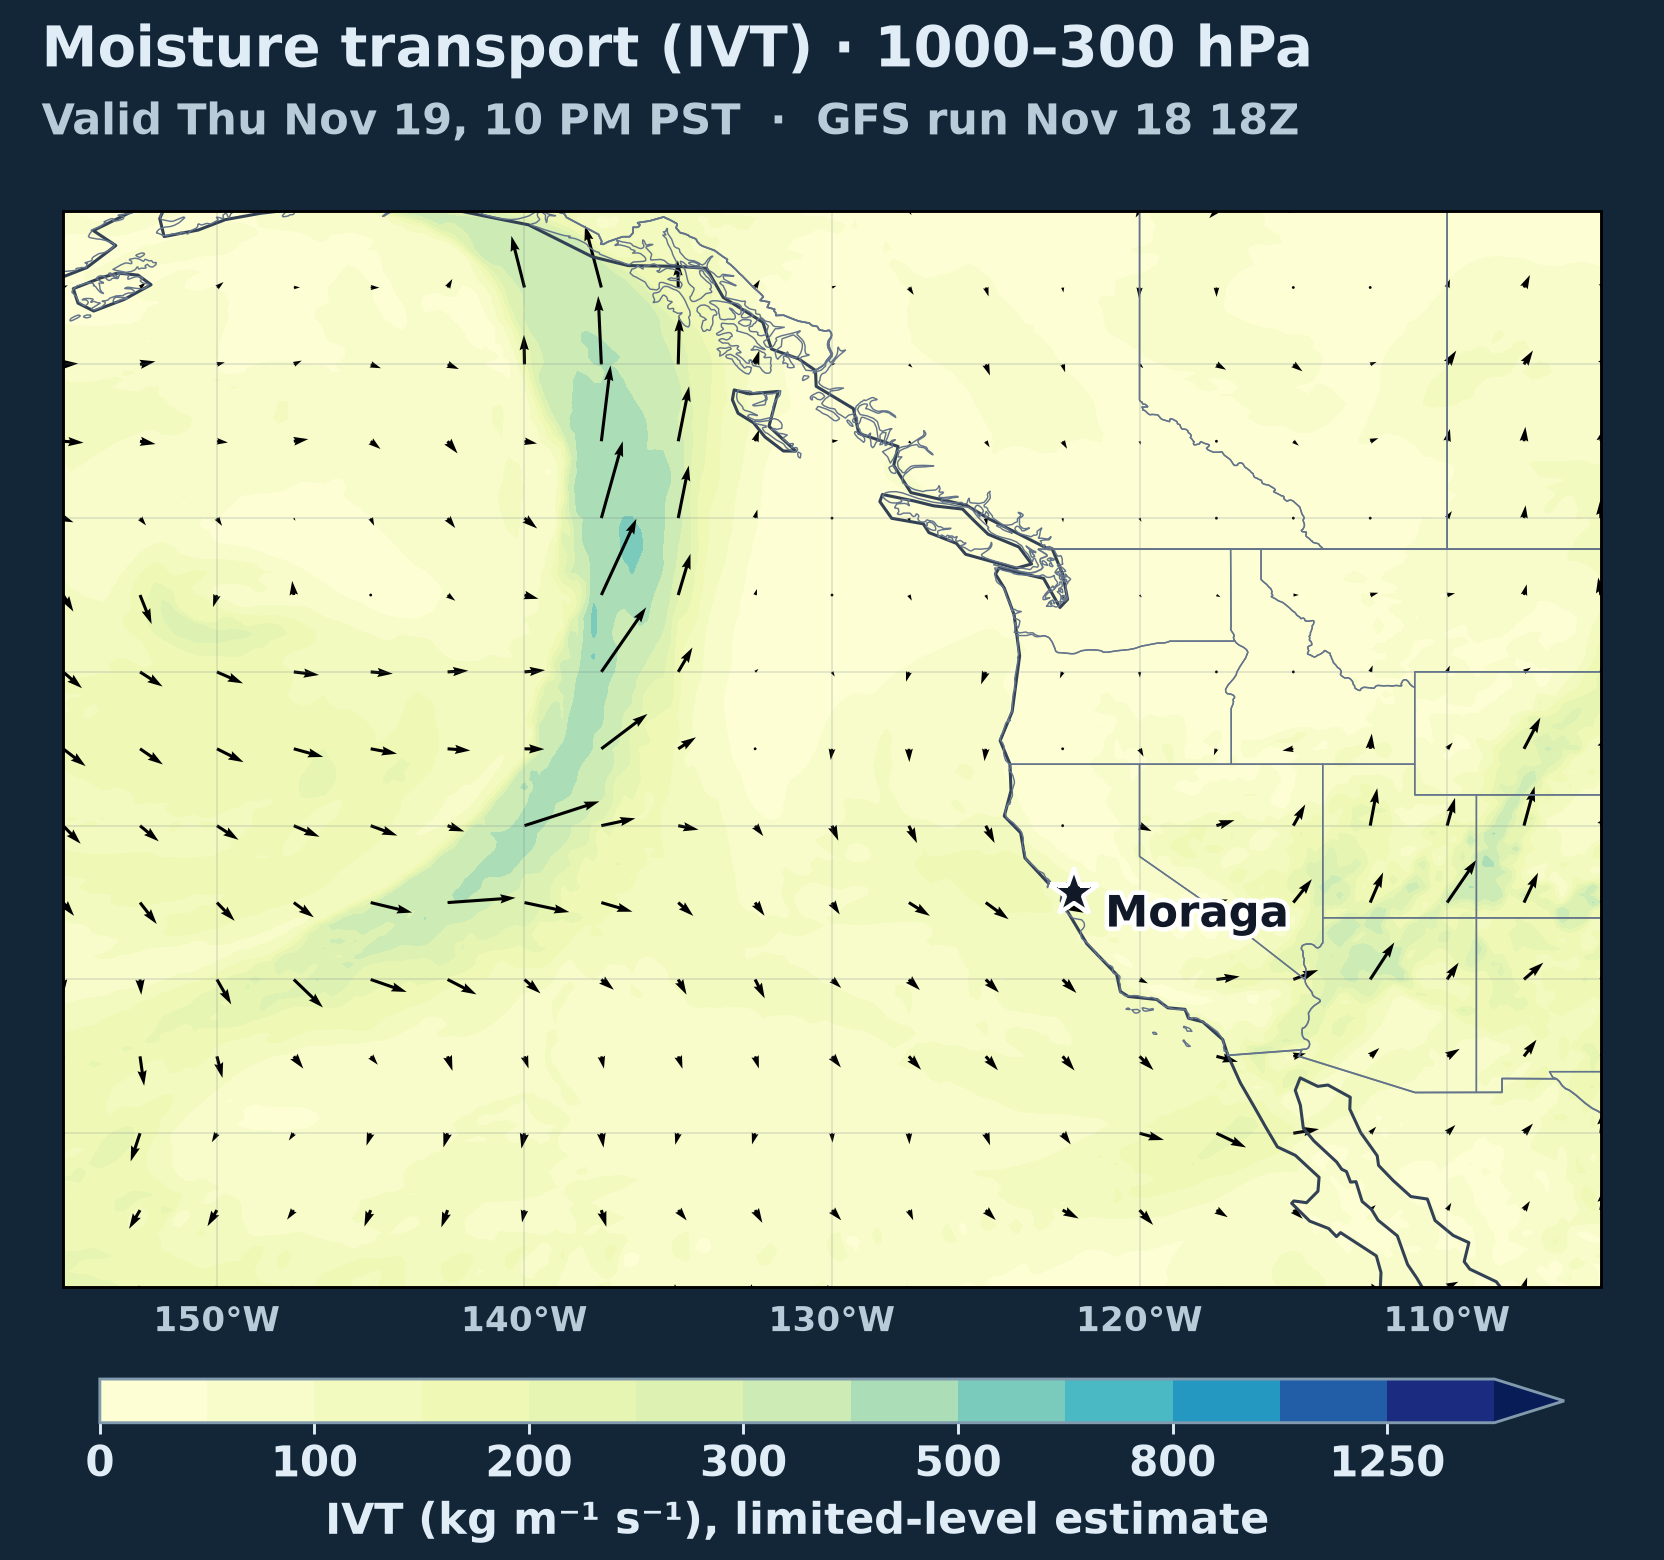 Moisture transport (IVT) · 1000–300 hPa
Valid Thu Nov 19, 10 PM PST · GFS run Nov 18 18Z
Moraga
150°W 140°W 130°W 120°W 110°W
0 100 200 300 500 800 1250
IVT (kg m⁻¹ s⁻¹), limited-level estimate